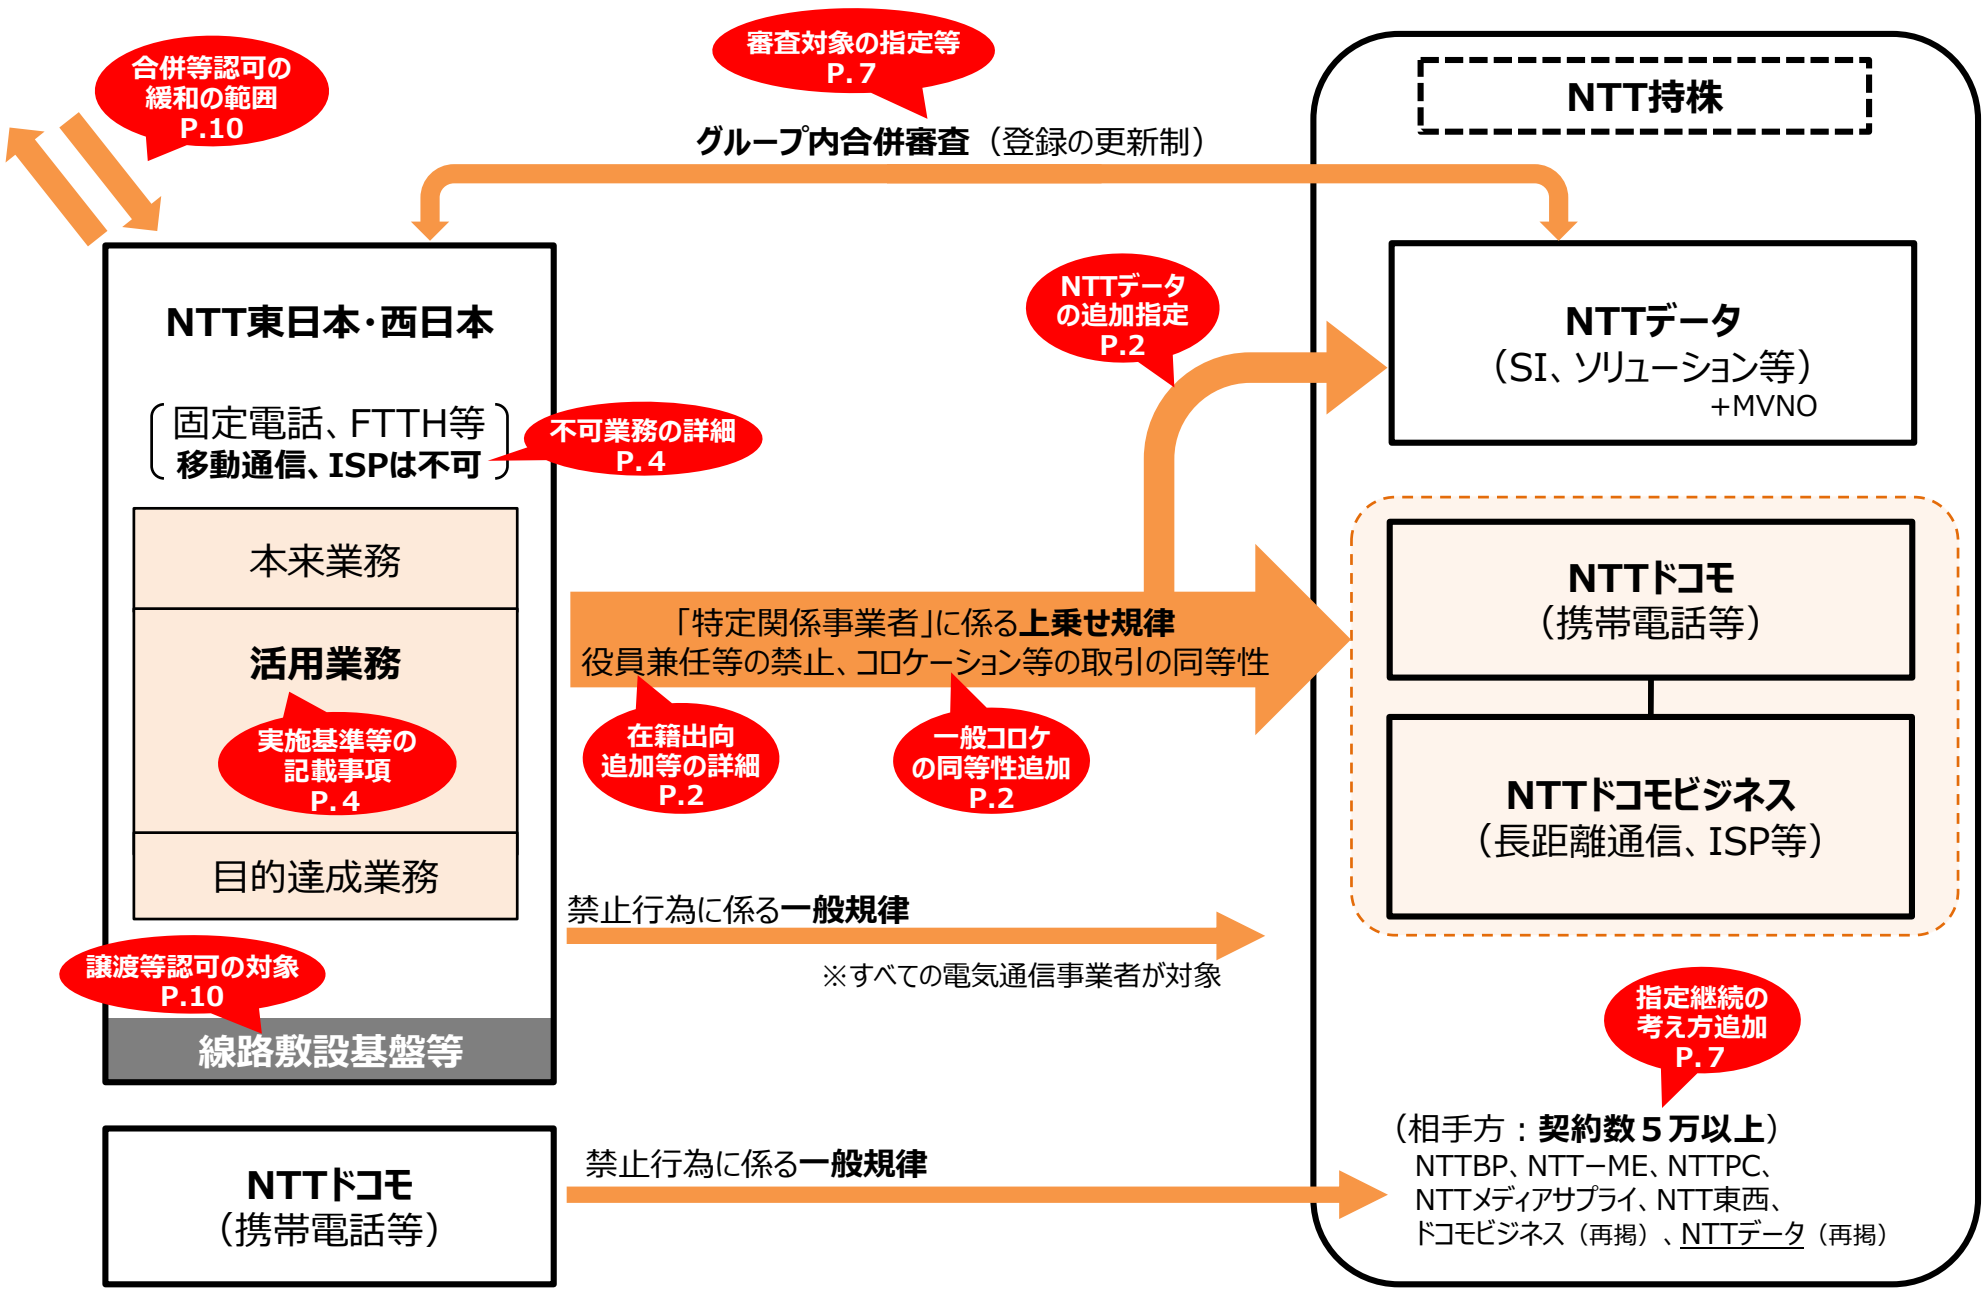 審査対象の指定等
P.７
合併等認可の
緩和の範囲
P.10
グループ内合併審査（登録の更新制）
NTT持株
NTT東日本･西日本
固定電話、FTTH等
移動通信、ISPは不可
不可業務の詳細
P.４
本来業務
活用業務
実施基準等の
記載事項
P.４
目的達成業務
譲渡等認可の対象
P.10
線路敷設基盤等
NTTデータ
の追加指定
P.2
NTTデータ
（SI、ソリューション等）
+MVNO
「特定関係事業者」に係る上乗せ規律
役員兼任等の禁止、コロケーション等の取引の同等性
在籍出向
追加等の詳細
P.2
一般コロケ
の同等性追加
P.2
NTTドコモ
（携帯電話等）
NTTドコモビジネス
（長距離通信、ISP等）
禁止行為に係る一般規律
※すべての電気通信事業者が対象
指定継続の
考え方追加
P.７
NTTドコモ
（携帯電話等）
禁止行為に係る一般規律
（相手方：契約数５万以上）
NTTBP、NTTーME、NTTPC、
NTTメディアサプライ、NTT東西、
ドコモビジネス（再掲）、NTTデータ（再掲）